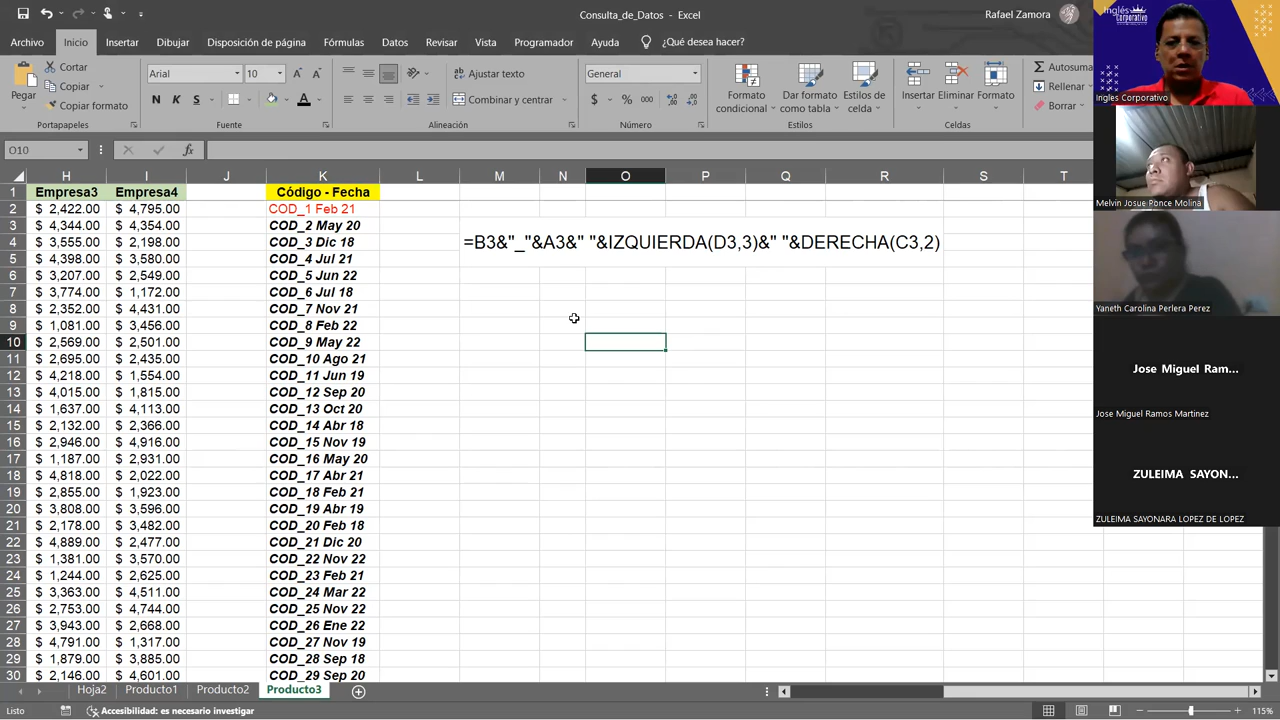 Consulta_de_Datos - Excel
Rafael Zamora
Archivo Inicio Insertar Dibujar Disposición de página Fórmulas Datos Revisar Vista Programador Ayuda ¿Qué desea hacer?
Pegar
Cortar
Copiar
Copiar formato
Portapapeles
Arial 10
N K S
Fuente
Ajustar texto
Combinar y centrar
Alineación
General
$ % 000
Número
Formato condicional
Dar formato como tabla
Estilos de celda
Estilos
Insertar Eliminar Formato
Celdas
Autosuma
Rellenar
Borrar
O10
fx
H I J K L M N O P Q R S T
1 Empresa3 Empresa4 Código - Fecha
2 $ 2,422.00 $ 4,795.00 COD_1 Feb 21
3 $ 4,344.00 $ 4,354.00 COD_2 May 20
4 $ 3,555.00 $ 2,198.00 COD_3 Dic 18 =B3&"_"&A3&" "&IZQUIERDA(D3,3)&" "&DERECHA(C3,2)
5 $ 4,398.00 $ 3,580.00 COD_4 Jul 21
6 $ 3,207.00 $ 2,549.00 COD_5 Jun 22
7 $ 3,774.00 $ 1,172.00 COD_6 Jul 18
8 $ 2,352.00 $ 4,431.00 COD_7 Nov 21
9 $ 1,081.00 $ 3,456.00 COD_8 Feb 22
10 $ 2,569.00 $ 2,501.00 COD_9 May 22
11 $ 2,695.00 $ 2,435.00 COD_10 Ago 21
12 $ 4,218.00 $ 1,554.00 COD_11 Jun 19
13 $ 4,015.00 $ 1,815.00 COD_12 Sep 20
14 $ 1,637.00 $ 4,113.00 COD_13 Oct 20
15 $ 2,132.00 $ 2,366.00 COD_14 Abr 18
16 $ 2,946.00 $ 4,916.00 COD_15 Nov 19
17 $ 1,187.00 $ 2,931.00 COD_16 May 20
18 $ 4,818.00 $ 2,022.00 COD_17 Abr 21
19 $ 2,855.00 $ 1,923.00 COD_18 Feb 21
20 $ 3,808.00 $ 3,596.00 COD_19 Abr 19
21 $ 2,178.00 $ 3,482.00 COD_20 Feb 18
22 $ 4,889.00 $ 2,477.00 COD_21 Dic 20
23 $ 1,381.00 $ 3,570.00 COD_22 Nov 22
24 $ 1,244.00 $ 2,625.00 COD_23 Feb 21
25 $ 3,363.00 $ 4,511.00 COD_24 Mar 22
26 $ 2,753.00 $ 4,744.00 COD_25 Nov 22
27 $ 3,943.00 $ 2,668.00 COD_26 Ene 22
28 $ 4,791.00 $ 1,317.00 COD_27 Nov 19
29 $ 1,879.00 $ 3,885.00 COD_28 Sep 18
30 $ 2,146.00 $ 4,601.00 COD_29 Sep 20
Hoja2 Producto1 Producto2 Producto3
Listo Accesibilidad: es necesario investigar 115%
Inglés Corporativo
Ingles Corporativo
Melvin Josue Ponce Molina
Yaneth Carolina Perlera Perez
Jose Miguel Ram...
Jose Miguel Ramos Martinez
ZULEIMA SAYON...
ZULEIMA SAYONARA LOPEZ DE LOPEZ